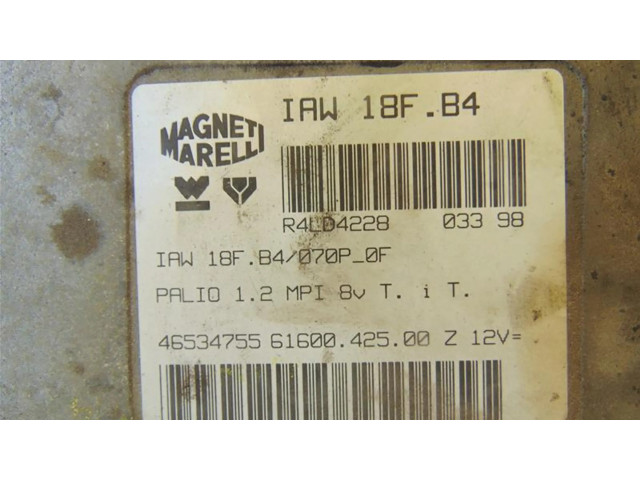 IAW 18F.B4
MAGNETI
MARELLI
R4LD4228 033 98
IAW 18F.B4/070P_0F
PALIO 1.2 MPI 8v T. i T.
46534755 61600.425.00 Z 12V=